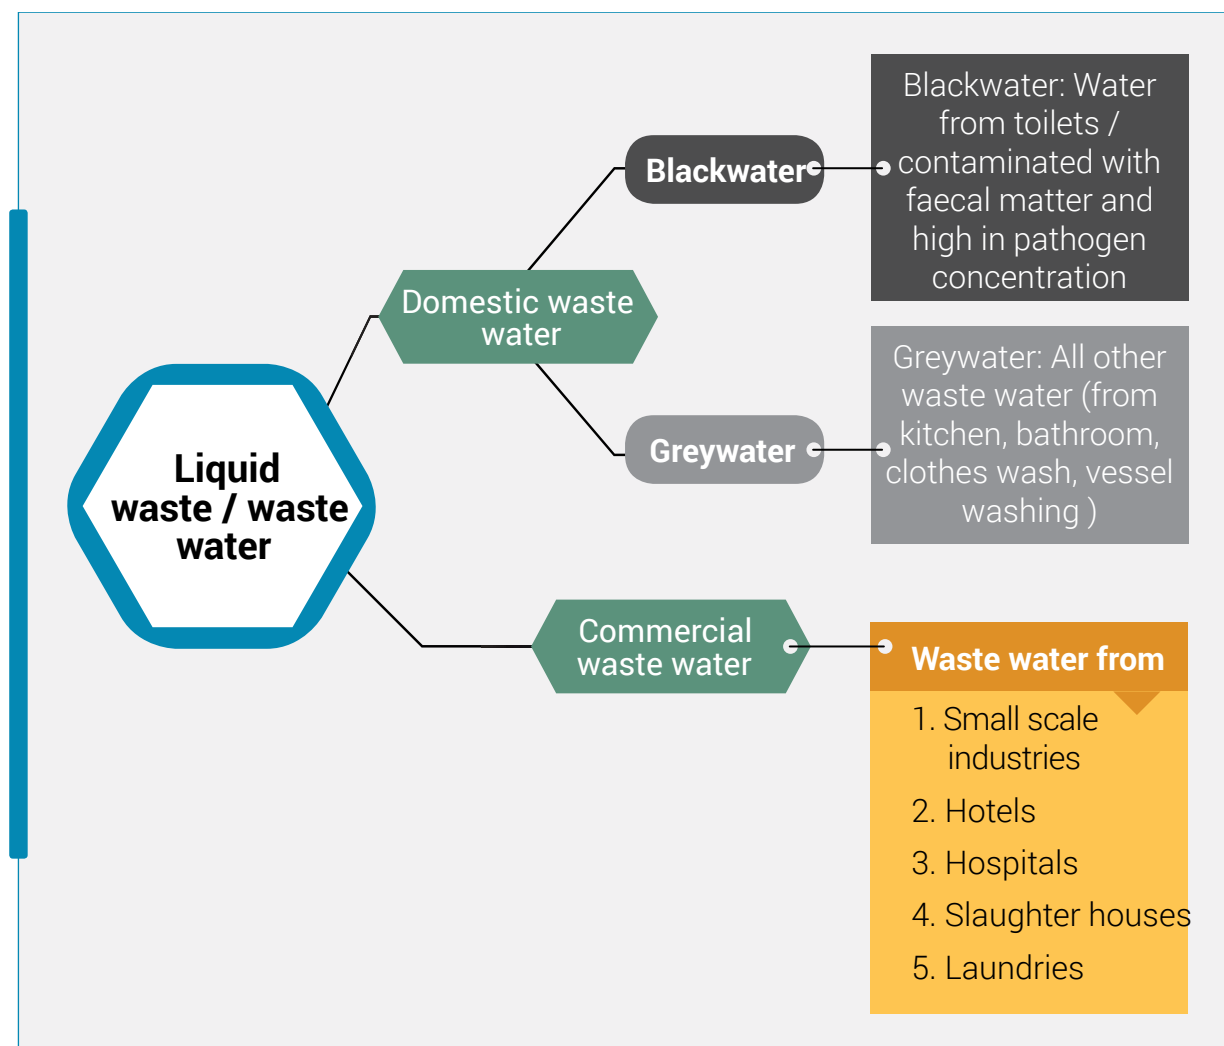 Liquid
waste / waste
water
Domestic waste
water
Blackwater
Blackwater: Water
from toilets /
contaminated with
faecal matter and
high in pathogen
concentration
Greywater
Greywater: All other
waste water (from
kitchen, bathroom,
clothes wash, vessel
washing )
Commercial
waste water
Waste water from
1. Small scale
industries
2. Hotels
3. Hospitals
4. Slaughter houses
5. Laundries